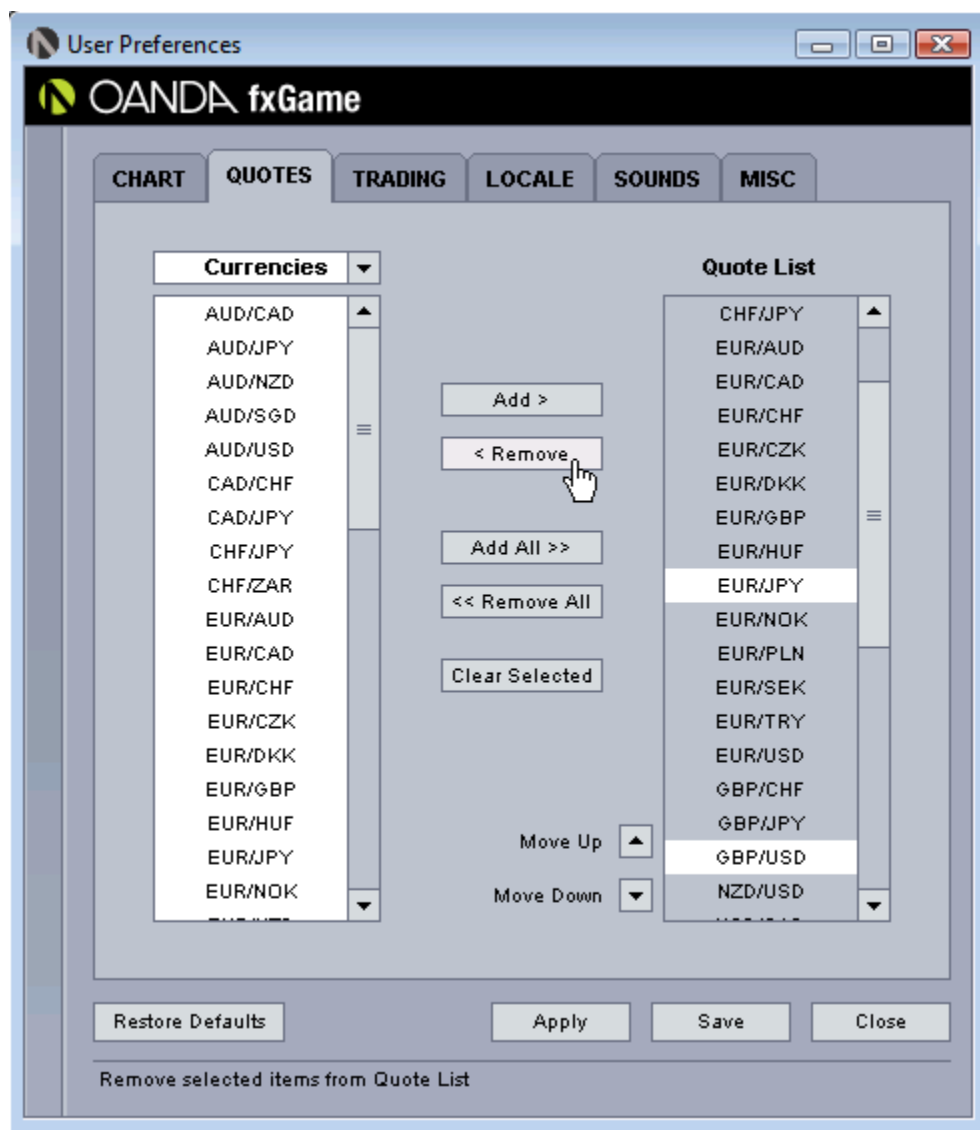 User Preferences
OANDA fxGame
CHART QUOTES TRADING LOCALE SOUNDS MISC
Currencies
AUD/CAD
AUD/JPY
AUD/NZD
AUD/SGD
AUD/USD
CAD/CHF
CAD/JPY
CHF/JPY
CHF/ZAR
EUR/AUD
EUR/CAD
EUR/CHF
EUR/CZK
EUR/DKK
EUR/GBP
EUR/HUF
EUR/JPY
EUR/NOK
Add >
< Remove
Add All >>
<< Remove All
Clear Selected
Move Up
Move Down
Quote List
CHF/JPY
EUR/AUD
EUR/CAD
EUR/CHF
EUR/CZK
EUR/DKK
EUR/GBP
EUR/HUF
EUR/JPY
EUR/NOK
EUR/PLN
EUR/SEK
EUR/TRY
EUR/USD
GBP/CHF
GBP/JPY
GBP/USD
NZD/USD
Restore Defaults Apply Save Close
Remove selected items from Quote List